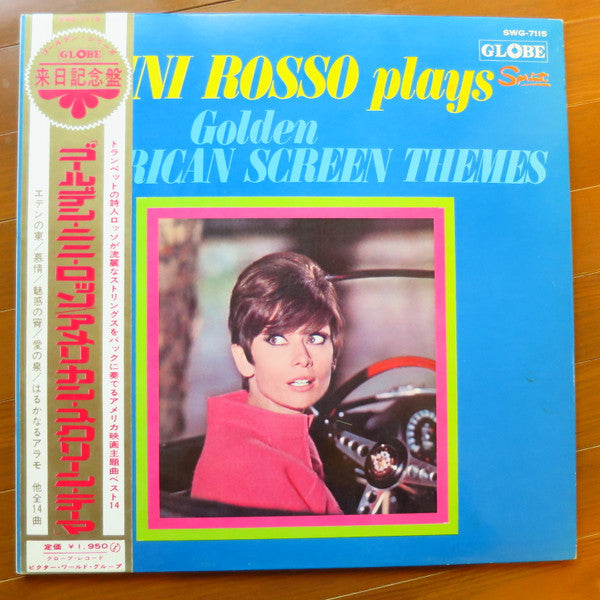 SWG-7115
GLOBE
INI ROSSO plays
Golden
RICAN SCREEN THEMES
GLOBE
来日記念盤
トランペットの詩人ロッソが流麗なストリングスをバックに奏でるアメリカ映画主題曲ベスト14
ゴールデン・ニニ・ロッソ/アメリカン・スクリーン・テーマ
エデンの東/慕情/魅惑の宵/愛の泉/はるかなるアラモ 他全14曲
定価 ¥1,950
グローブ・レコード
ビクター・ワールド・グループ